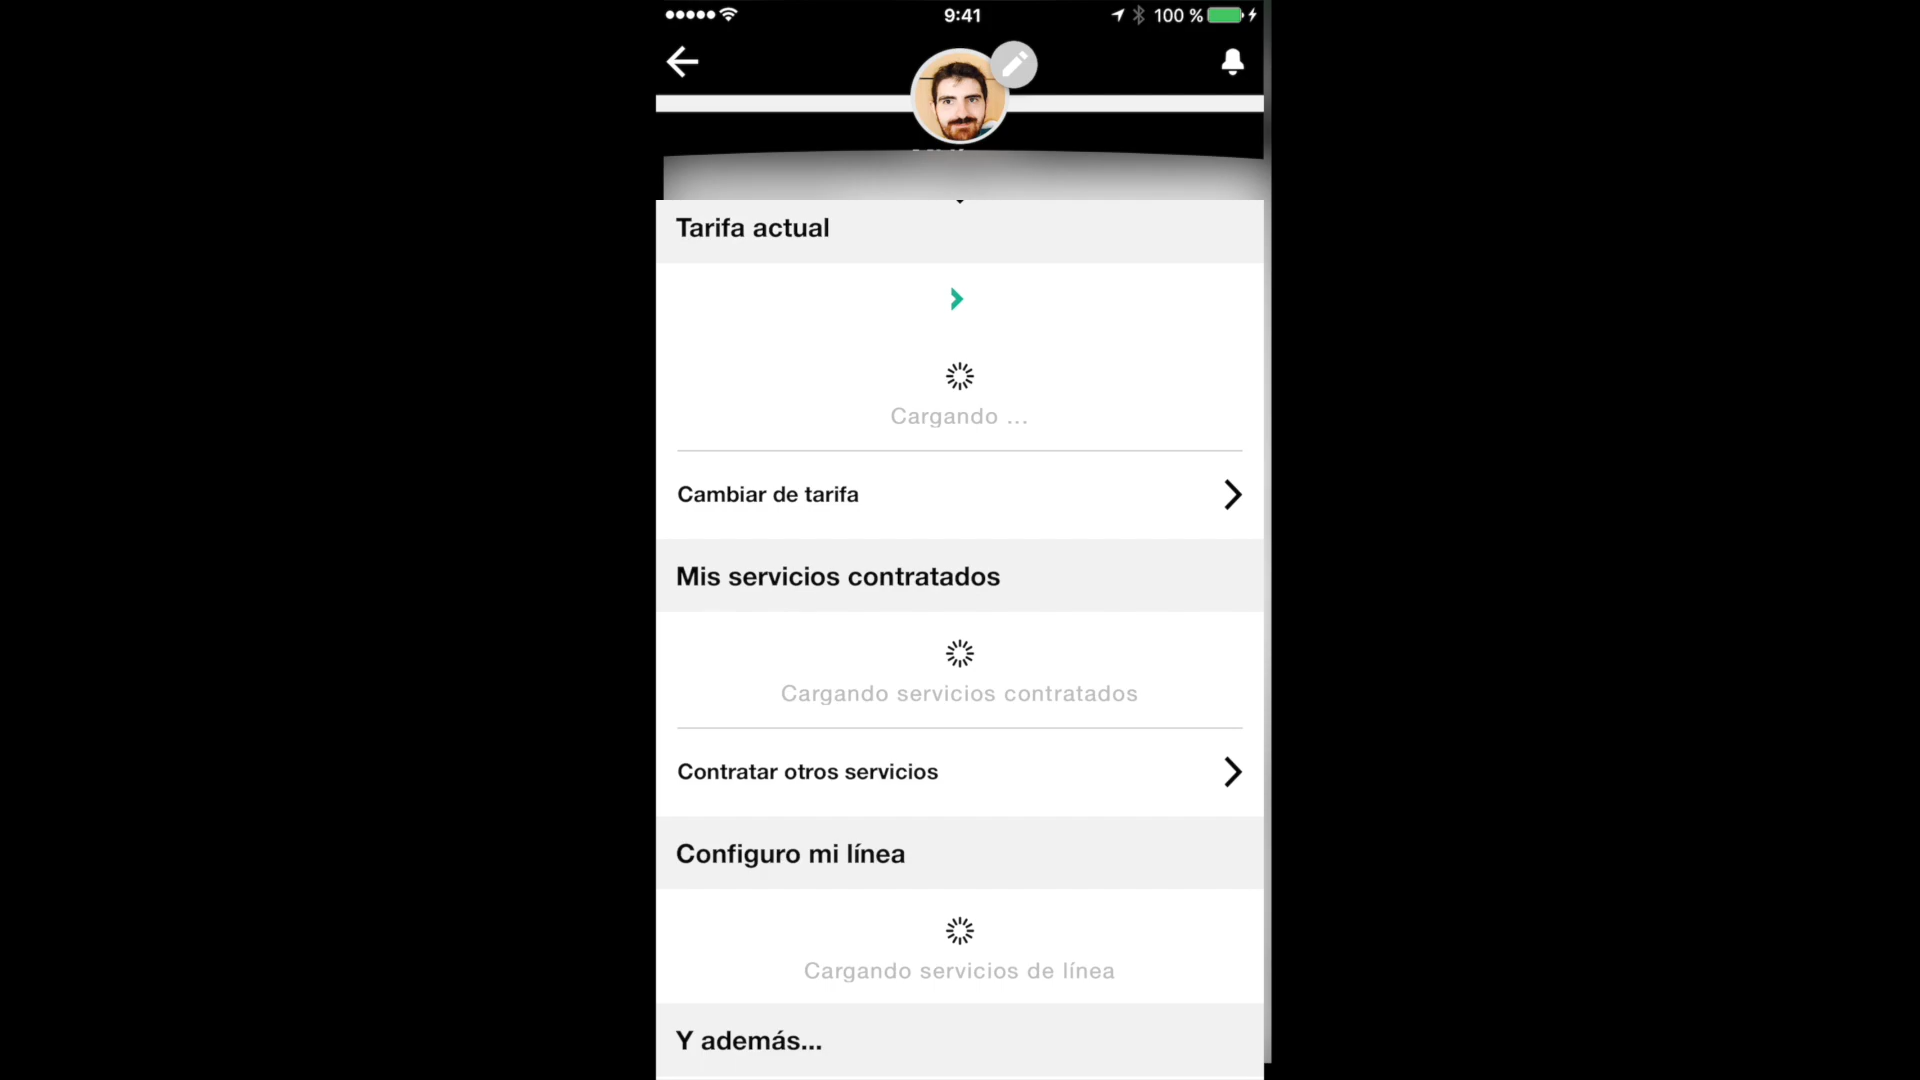 9:41
100 %
Tarifa actual
Cargando ...
Cambiar de tarifa
Mis servicios contratados
Cargando servicios contratados
Contratar otros servicios
Configuro mi línea
Cargando servicios de línea
Y además...